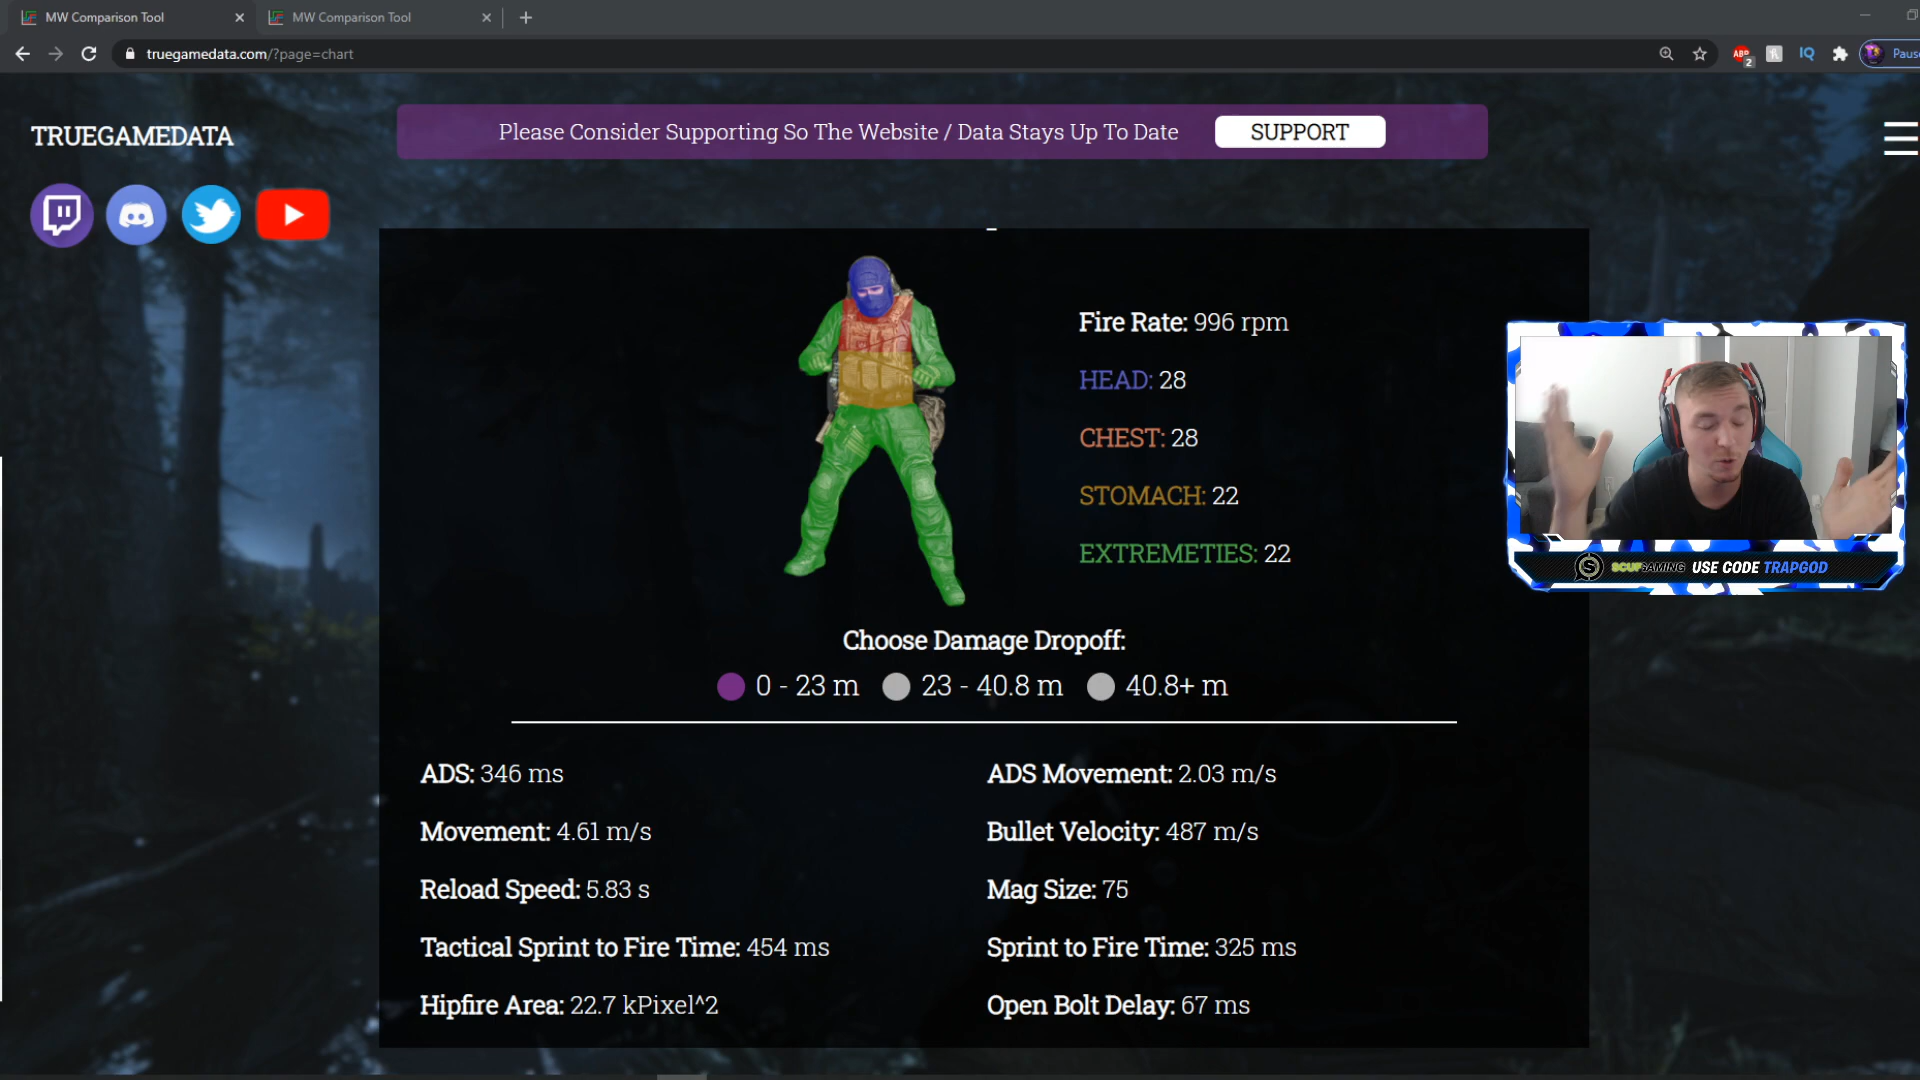 MW Comparison Tool
MW Comparison Tool
truegamedata.com/?page=chart
ABP
2
IQ
TRUEGAMEDATA
Please Consider Supporting So The Website / Data Stays Up To Date
SUPPORT
Fire Rate: 996 rpm
HEAD: 28
CHEST: 28
STOMACH: 22
EXTREMETIES: 22
SCUFGAMING USE CODE TRAPGOD
Choose Damage Dropoff:
0 - 23 m 23 - 40.8 m 40.8+ m
ADS: 346 ms
ADS Movement: 2.03 m/s
Movement: 4.61 m/s
Bullet Velocity: 487 m/s
Reload Speed: 5.83 s
Mag Size: 75
Tactical Sprint to Fire Time: 454 ms
Sprint to Fire Time: 325 ms
Hipfire Area: 22.7 kPixel^2
Open Bolt Delay: 67 ms